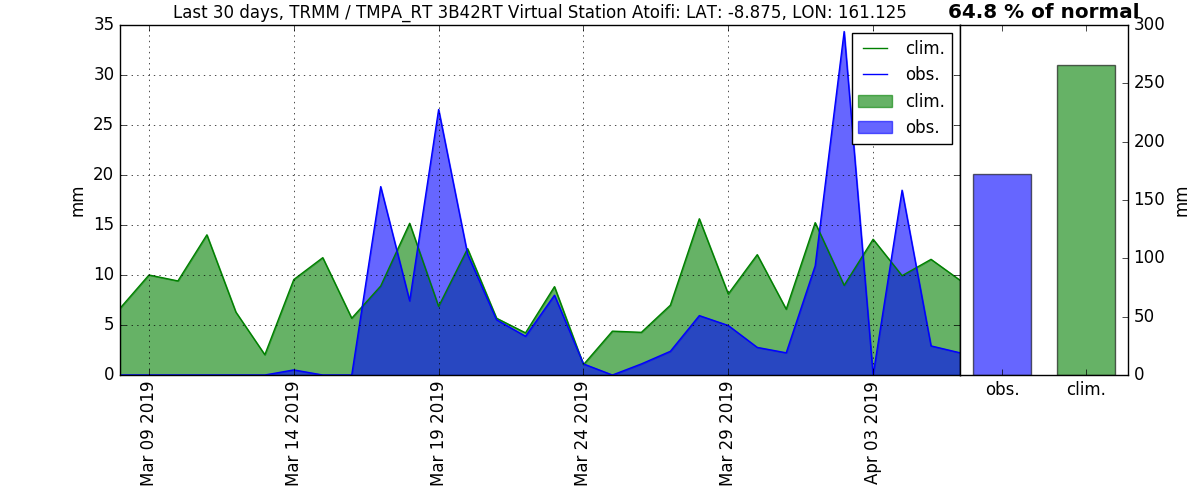 Last 30 days, TRMM / TMPA_RT 3B42RT Virtual Station Atoifi: LAT: -8.875, LON: 161.125
64.8 % of normal
35
30
25
20
15
10
5
0
mm
Mar 09 2019
Mar 14 2019
Mar 19 2019
Mar 24 2019
Mar 29 2019
Apr 03 2019
clim.
obs.
clim.
obs.
300
250
200
150
100
50
0
mm
obs.
clim.